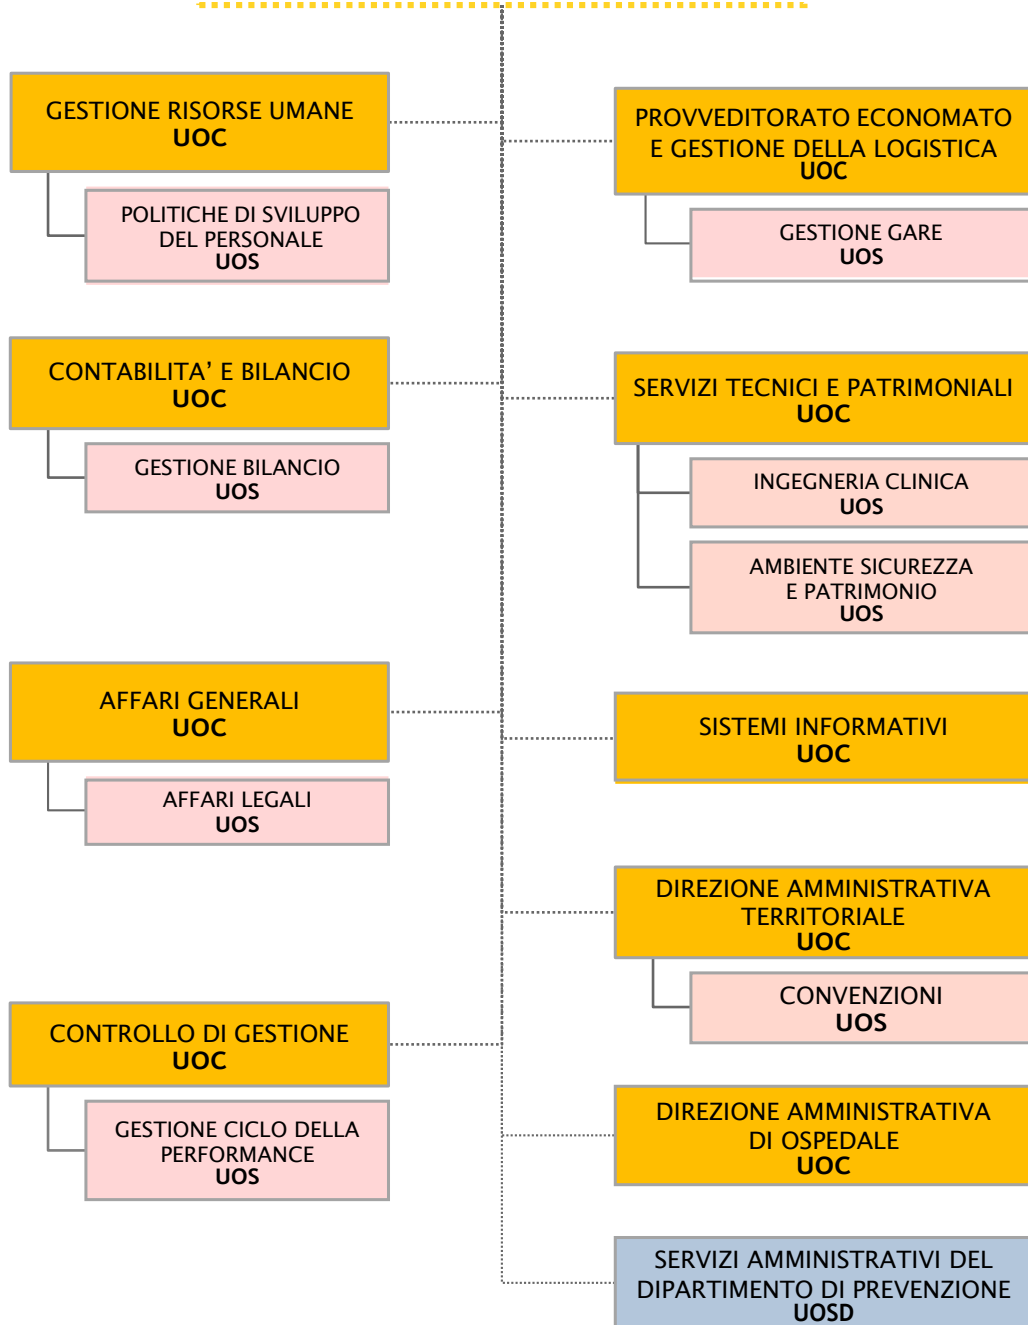 GESTIONE RISORSE UMANE
UOC
POLITICHE DI SVILUPPO
DEL PERSONALE
UOS
CONTABILITA’ E BILANCIO
UOC
GESTIONE BILANCIO
UOS
AFFARI GENERALI
UOC
AFFARI LEGALI
UOS
CONTROLLO DI GESTIONE
UOC
GESTIONE CICLO DELLA
PERFORMANCE
UOS
PROVVEDITORATO ECONOMATO
E GESTIONE DELLA LOGISTICA
UOC
GESTIONE GARE
UOS
SERVIZI TECNICI E PATRIMONIALI
UOC
INGEGNERIA CLINICA
UOS
AMBIENTE SICUREZZA
E PATRIMONIO
UOS
SISTEMI INFORMATIVI
UOC
DIREZIONE AMMINISTRATIVA
TERRITORIALE
UOC
CONVENZIONI
UOS
DIREZIONE AMMINISTRATIVA
DI OSPEDALE
UOC
SERVIZI AMMINISTRATIVI DEL
DIPARTIMENTO DI PREVENZIONE
UOSD